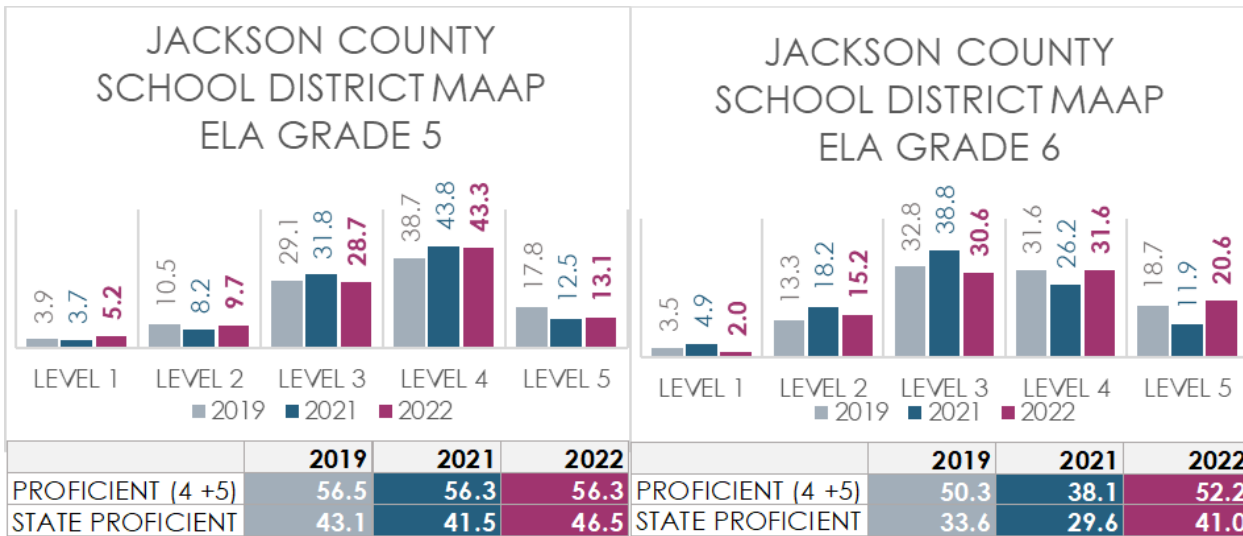 JACKSON COUNTY
SCHOOL DISTRICT MAAP
ELA GRADE 5
3.9 3.7 5.2 10.5 8.2 9.7 29.1 31.8 28.7 38.7 43.8 43.3 17.8 12.5 13.1
LEVEL 1 LEVEL 2 LEVEL 3 LEVEL 4 LEVEL 5
2019 2021 2022
2019 2021 2022
PROFICIENT (4 +5) 56.5 56.3 56.3
STATE PROFICIENT 43.1 41.5 46.5
JACKSON COUNTY
SCHOOL DISTRICT MAAP
ELA GRADE 6
3.5 4.9 2.0 13.3 18.2 15.2 32.8 38.8 30.6 31.6 26.2 31.6 18.7 11.9 20.6
LEVEL 1 LEVEL 2 LEVEL 3 LEVEL 4 LEVEL 5
2019 2021 2022
2019 2021 2022
PROFICIENT (4 +5) 50.3 38.1 52.2
STATE PROFICIENT 33.6 29.6 41.0